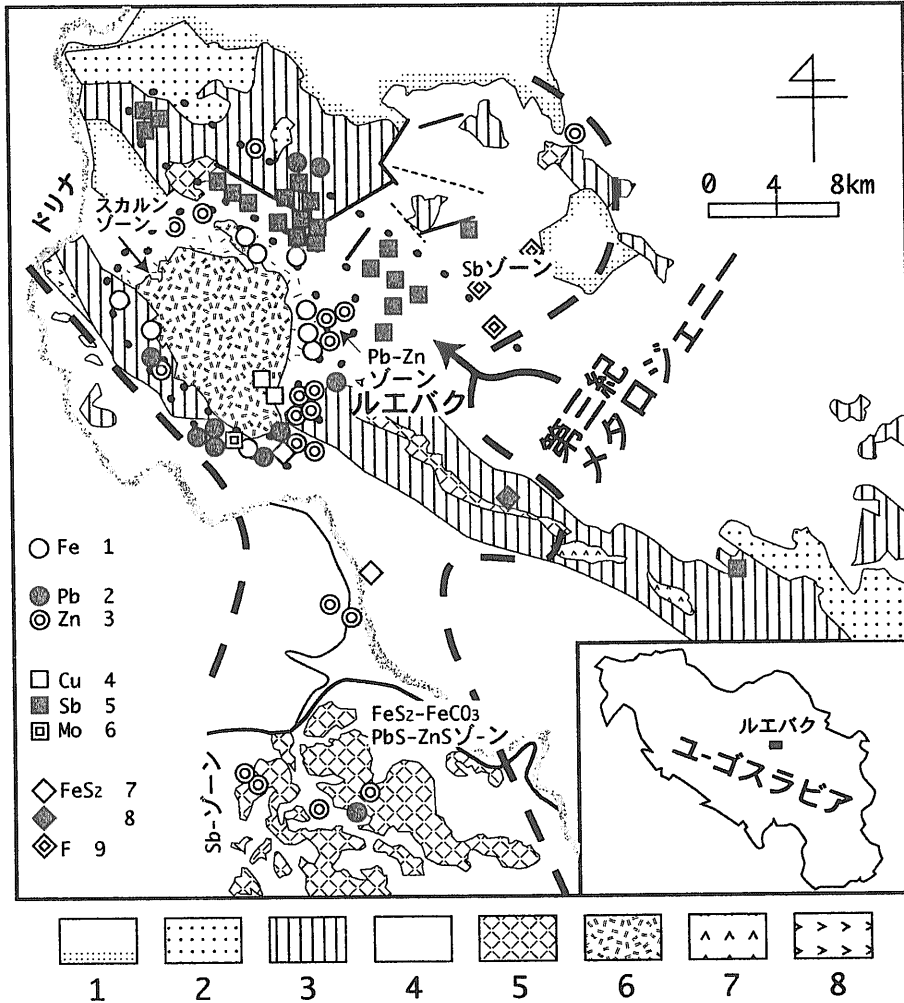 ドリナ
スカルン
ゾーン
0 4 8km
Sbゾーン
Pb-Zn
ゾーン
ルエバク
第三紀
メタロジェニー
Fe 1
Pb 2
Zn 3
Cu 4
Sb 5
Mo 6
FeS2 7
8
F 9
Sb-ゾーン
FeS2-FeCO3
PbS-ZnSゾーン
ルエバク
ユーゴスラビア
1 2 3 4 5 6 7 8